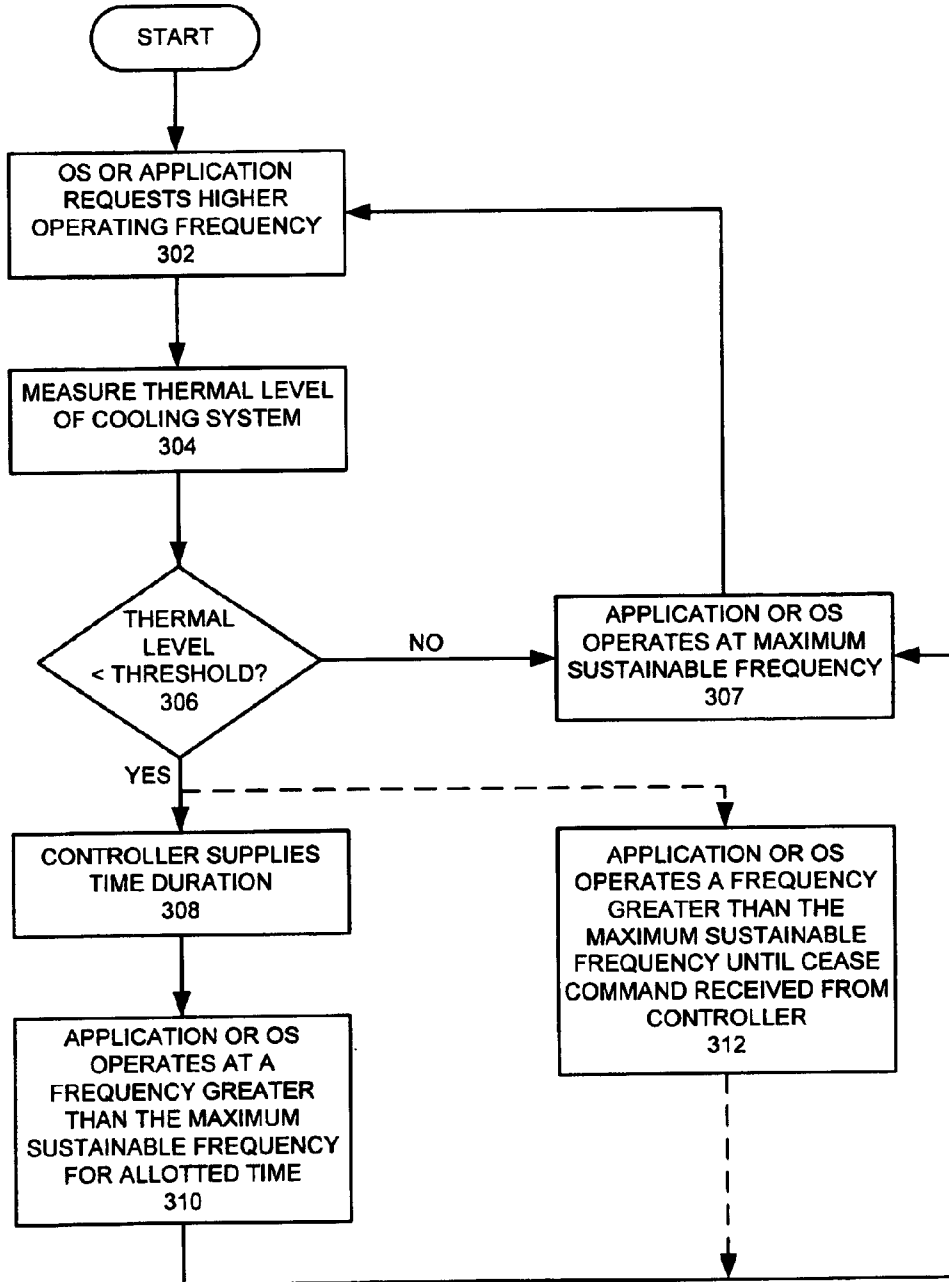 START
OS OR APPLICATION
REQUESTS HIGHER
OPERATING FREQUENCY
302
MEASURE THERMAL LEVEL
OF COOLING SYSTEM
304
THERMAL
LEVEL
< THRESHOLD?
306
NO
APPLICATION OR OS
OPERATES AT MAXIMUM
SUSTAINABLE FREQUENCY
307
YES
CONTROLLER SUPPLIES
TIME DURATION
308
APPLICATION OR OS
OPERATES A FREQUENCY
GREATER THAN THE
MAXIMUM SUSTAINABLE
FREQUENCY UNTIL CEASE
COMMAND RECEIVED FROM
CONTROLLER
312
APPLICATION OR OS
OPERATES AT A
FREQUENCY GREATER
THAN THE MAXIMUM
SUSTAINABLE FREQUENCY
FOR ALLOTTED TIME
310